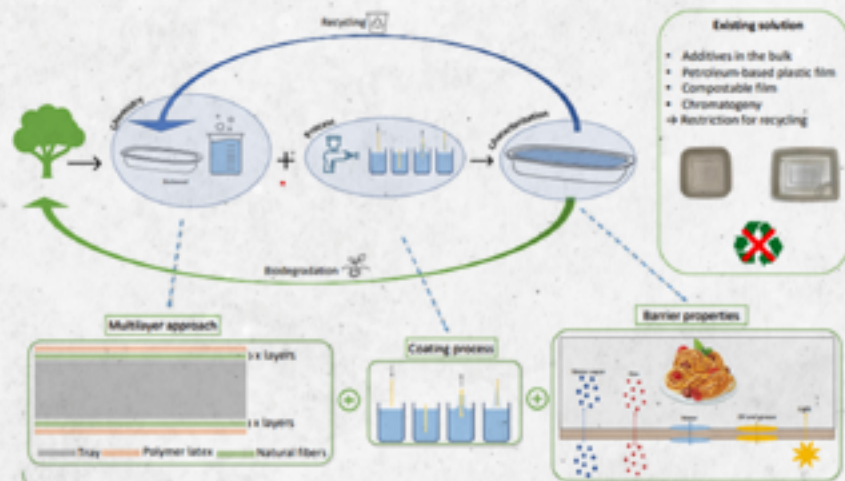 Recycling
Existing solution
• Additives in the bulk
• Petroleum-based plastic film
• Compostable film
• Chromatogeny
→ Restriction for recycling
Chemistry
Process
Characterisation
+
Biodegradation
Multilayer approach
x layers
x layers
Tray
Polymer latex
Natural fibers
Coating process
Barrier properties
Water vapor
Oil and grease
Light